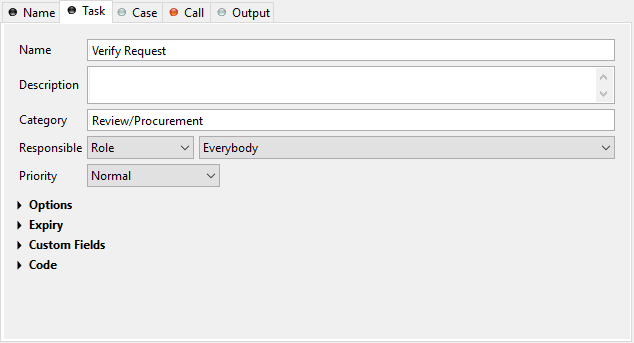 Name Task Case Call Output
Name Verify Request
Description
Category Review/Procurement
Responsible Role Everybody
Priority Normal
Options
Expiry
Custom Fields
Code